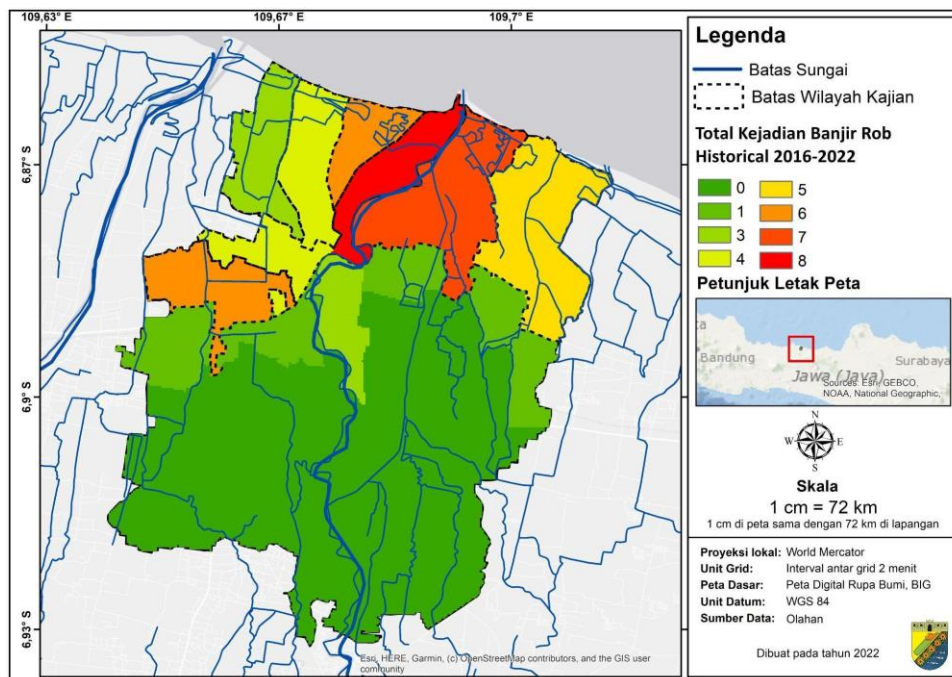 109,63° E
109,67° E
109,7° E
6,87° S
6,9° S
6,93° S
Esri, HERE, Garmin, (c) OpenStreetMap contributors, and the GIS user
community
Legenda
Batas Sungai
Batas Wilayah Kajian
Total Kejadian Banjir Rob
Historical 2016-2022
0
5
1
6
3
7
4
8
Petunjuk Letak Peta
ta
Bandung
Surabaya
Jawa (Java)
Sources: Esri, GEBCO,
NOAA, National Geographic,
N
W
E
S
Skala
1 cm = 72 km
1 cm di peta sama dengan 72 km di lapangan
Proyeksi lokal: World Mercator
Unit Grid: Interval antar grid 2 menit
Peta Dasar: Peta Digital Rupa Bumi, BIG
Unit Datum: WGS 84
Sumber Data: Olahan
Dibuat pada tahun 2022